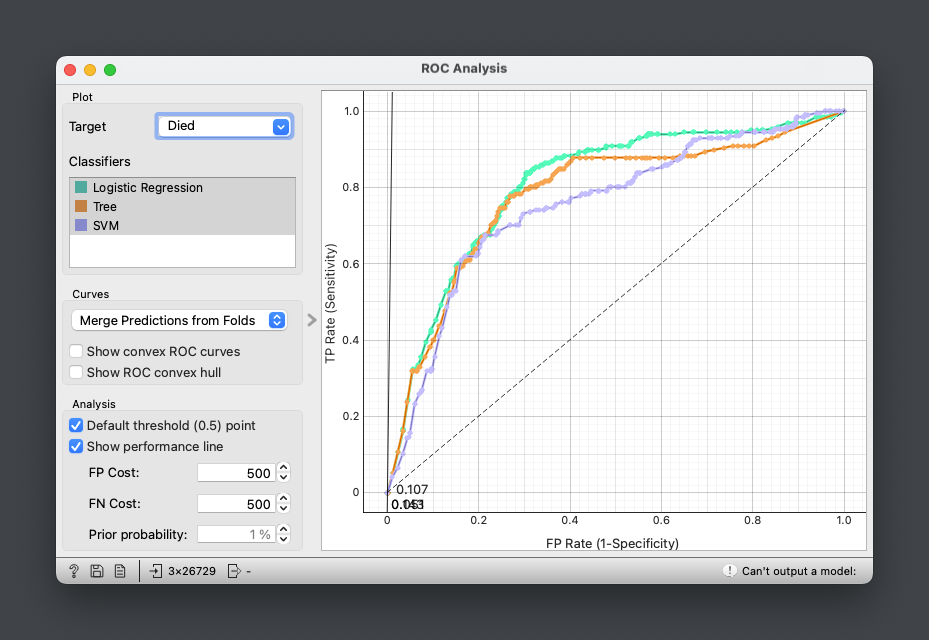 ROC Analysis
Plot
Target
Died
Classifiers
Logistic Regression
Tree
SVM
Curves
Merge Predictions from Folds
Show convex ROC curves
Show ROC convex hull
Analysis
Default threshold (0.5) point
Show performance line
FP Cost:
500
FN Cost:
500
Prior probability:
1 %
TP Rate (Sensitivity)
1.0
0.8
0.6
0.4
0.2
0
0.107
0
0.2
0.4
0.6
0.8
1.0
FP Rate (1-Specificity)
?
3×26729
-
Can't output a model: